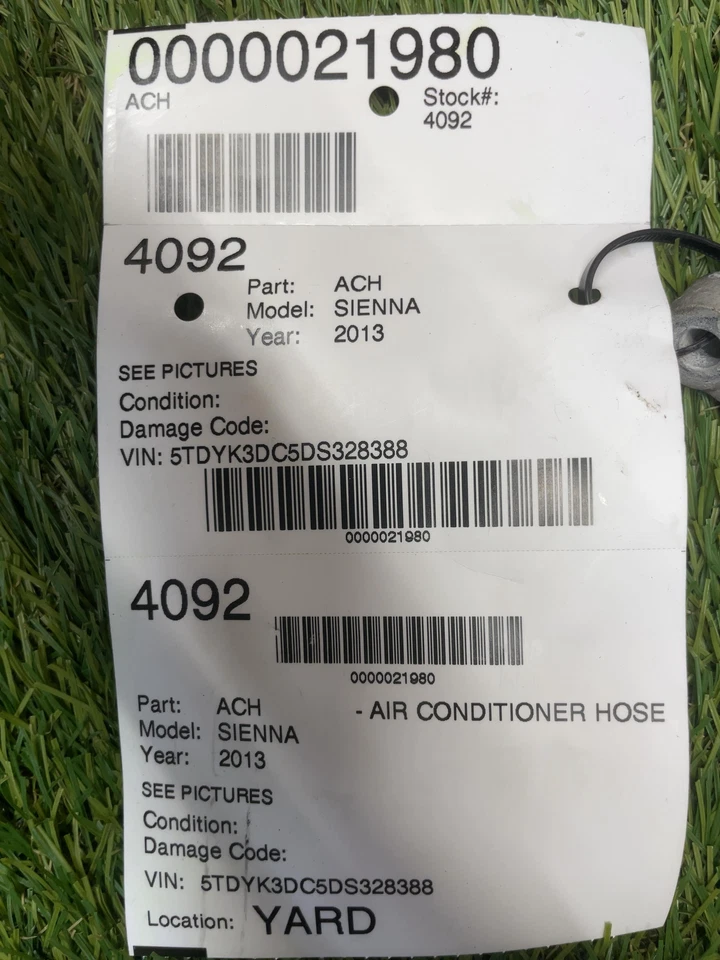 0000021980
ACH
Stock#:
4092
4092
Part: ACH
Model: SIENNA
Year: 2013
SEE PICTURES
Condition:
Damage Code:
VIN: 5TDYK3DC5DS328388
0000021980
4092
0000021980
Part: ACH - AIR CONDITIONER HOSE
Model: SIENNA
Year: 2013
SEE PICTURES
Condition:
Damage Code:
VIN: 5TDYK3DC5DS328388
Location: YARD